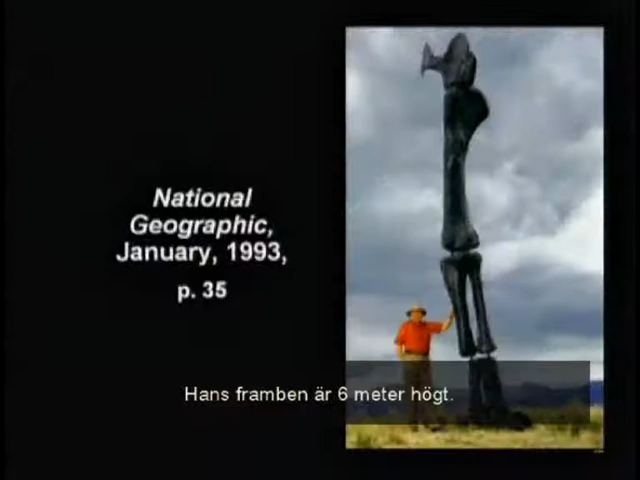 National
Geographic,
January, 1993,
p. 35
Hans framben är 6 meter högt.